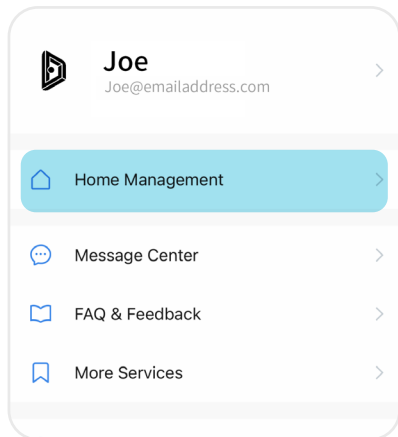 Joe
Joe@emailaddress.com
Home Management
Message Center
FAQ & Feedback
More Services